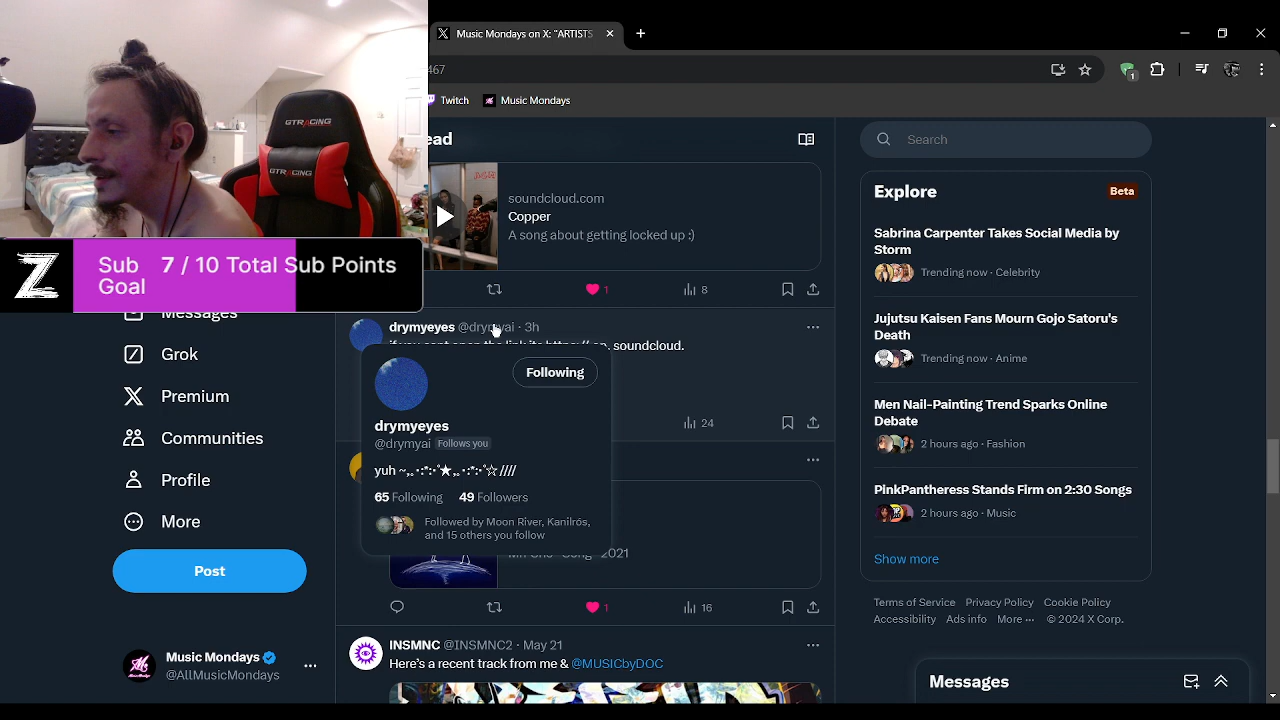 Music Mondays on X: "ARTISTS
467
Twitch
Music Mondays
GTRACING
GTRACING
ead
Search
Explore
Beta
soundcloud.com
Copper
A song about getting locked up :)
Sabrina Carpenter Takes Social Media by
Storm
Trending now · Celebrity
Sub
Goal
7 / 10 Total Sub Points
1
8
Messages
drymyeyes @drymyai · 3h
soundcloud.
Jujutsu Kaisen Fans Mourn Gojo Satoru's
Death
Trending now · Anime
Grok
Premium
Communities
Profile
More
Post
Following
drymyeyes
@drymyai Follows you
yuh ~,.·:*:·˚★,.·:*:·˚☆////
65 Following 49 Followers
Followed by Moon River, Kanilrós,
and 15 others you follow
24
Men Nail-Painting Trend Sparks Online
Debate
2 hours ago · Fashion
PinkPantheress Stands Firm on 2:30 Songs
2 hours ago · Music
Show more
Song · 2021
1
16
Terms of Service Privacy Policy Cookie Policy
Accessibility Ads info More ··· © 2024 X Corp.
Music Mondays
@AllMusicMondays
INSMNC @INSMNC2 · May 21
Here's a recent track from me & @MUSICbyDOC
Messages